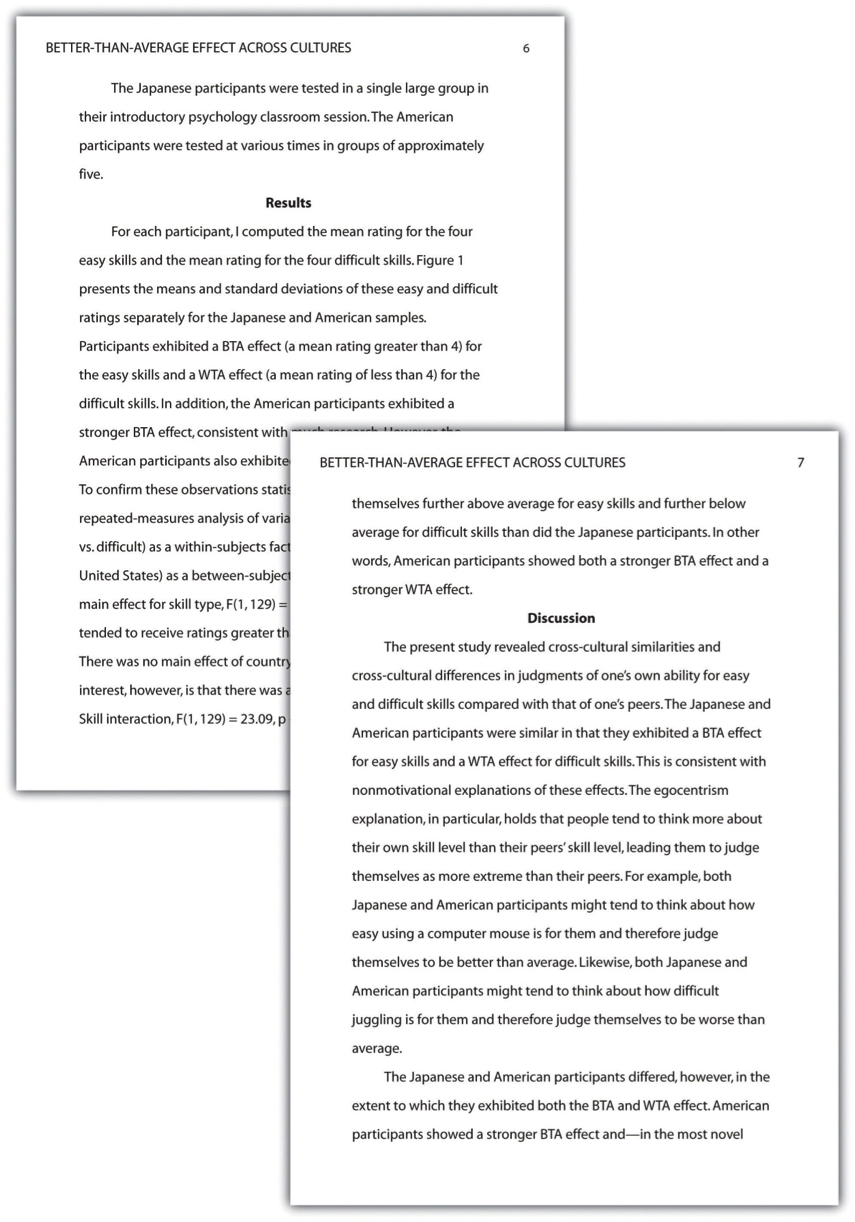 BETTER-THAN-AVERAGE EFFECT ACROSS CULTURES 6
The Japanese participants were tested in a single large group in
their introductory psychology classroom session. The American
participants were tested at various times in groups of approximately
five.
Results
For each participant, I computed the mean rating for the four
easy skills and the mean rating for the four difficult skills. Figure 1
presents the means and standard deviations of these easy and difficult
ratings separately for the Japanese and American samples.
Participants exhibited a BTA effect (a mean rating greater than 4) for
the easy skills and a WTA effect (a mean rating of less than 4) for the
difficult skills. In addition, the American participants exhibited a
stronger BTA effect, consistent with much research. However the
American participants also exhibite
To confirm these observations statis
repeated-measures analysis of varia
vs. difficult) as a within-subjects fact
United States) as a between-subject
main effect for skill type, F(1, 129) =
tended to receive ratings greater th
There was no main effect of country
interest, however, is that there was a
Skill interaction, F(1, 129) = 23.09, p
BETTER-THAN-AVERAGE EFFECT ACROSS CULTURES 7
themselves further above average for easy skills and further below
average for difficult skills than did the Japanese participants. In other
words, American participants showed both a stronger BTA effect and a
stronger WTA effect.
Discussion
The present study revealed cross-cultural similarities and
cross-cultural differences in judgments of one's own ability for easy
and difficult skills compared with that of one's peers. The Japanese and
American participants were similar in that they exhibited a BTA effect
for easy skills and a WTA effect for difficult skills. This is consistent with
nonmotivational explanations of these effects. The egocentrism
explanation, in particular, holds that people tend to think more about
their own skill level than their peers' skill level, leading them to judge
themselves as more extreme than their peers. For example, both
Japanese and American participants might tend to think about how
easy using a computer mouse is for them and therefore judge
themselves to be better than average. Likewise, both Japanese and
American participants might tend to think about how difficult
juggling is for them and therefore judge themselves to be worse than
average.
The Japanese and American participants differed, however, in the
extent to which they exhibited both the BTA and WTA effect. American
participants showed a stronger BTA effect and—in the most novel